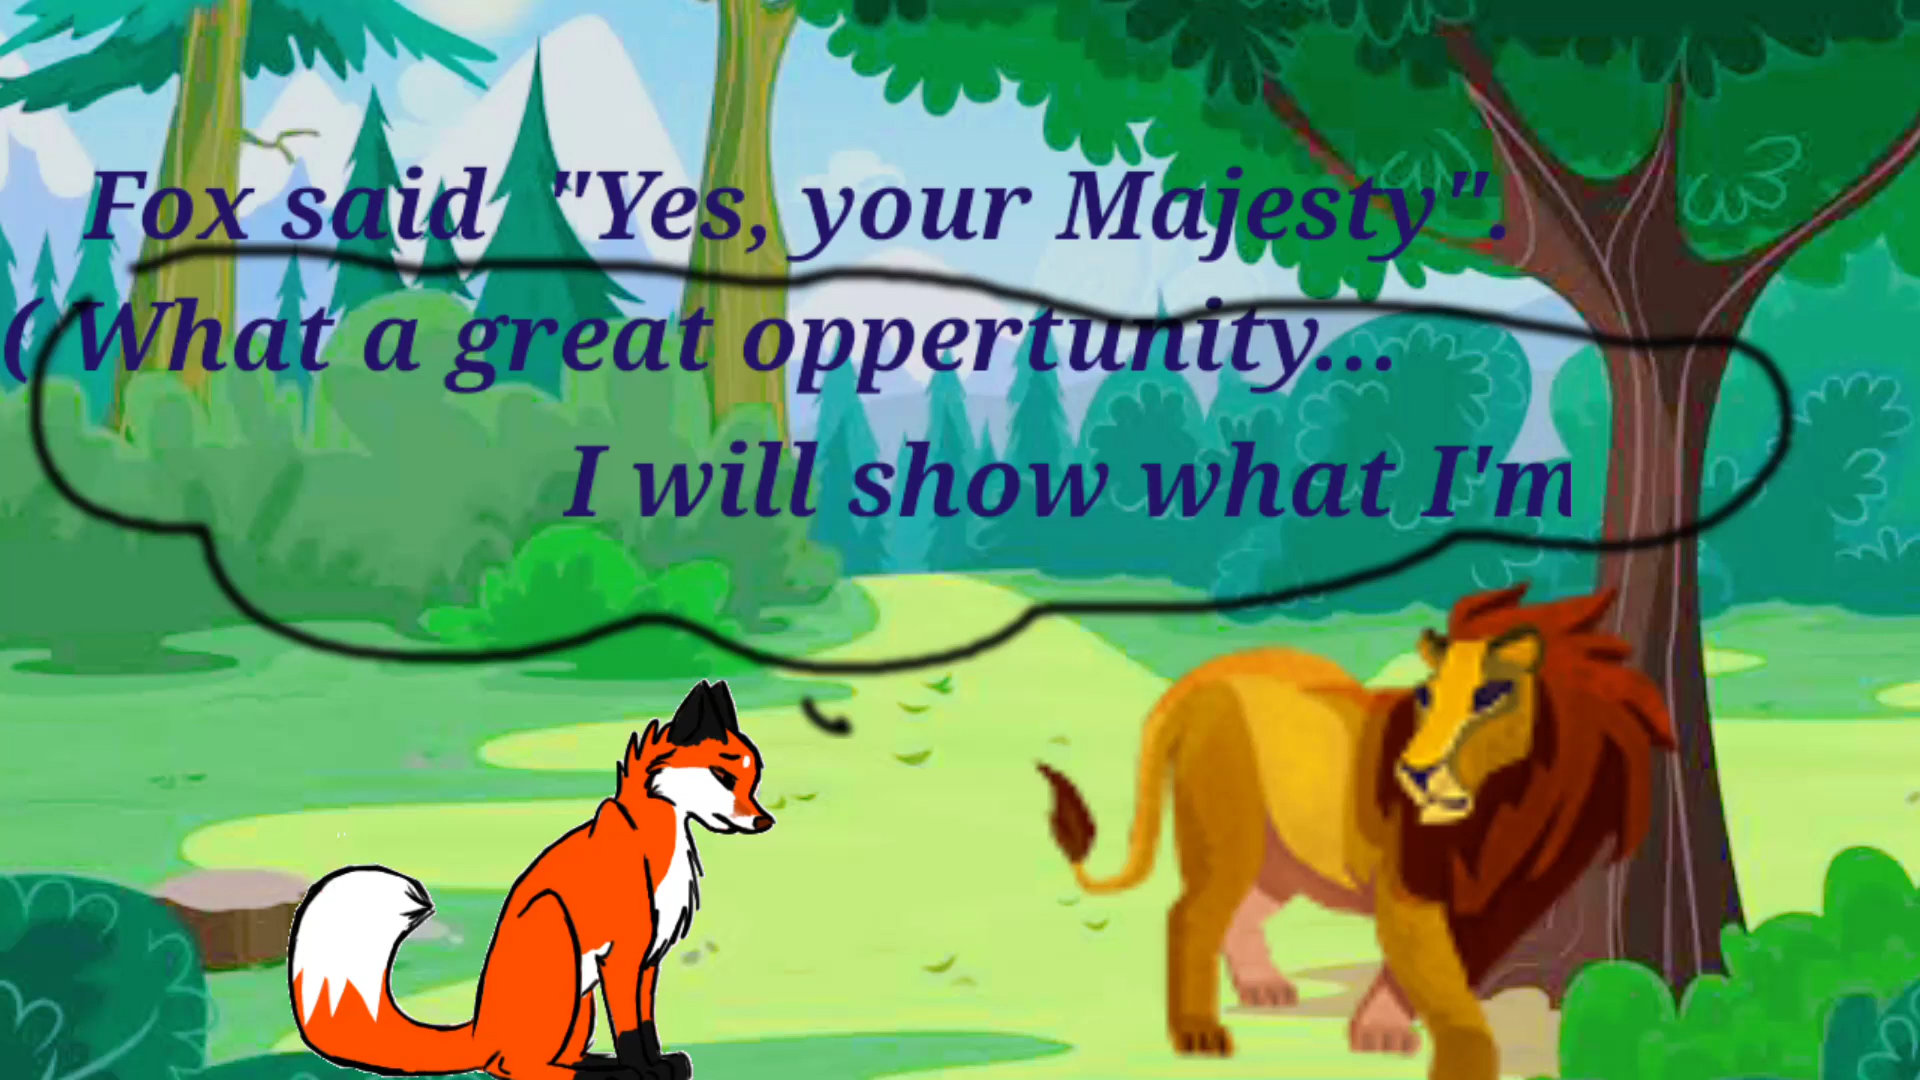 Fox said "Yes, your Majesty".
( What a great oppertunity...
I will show what I'm